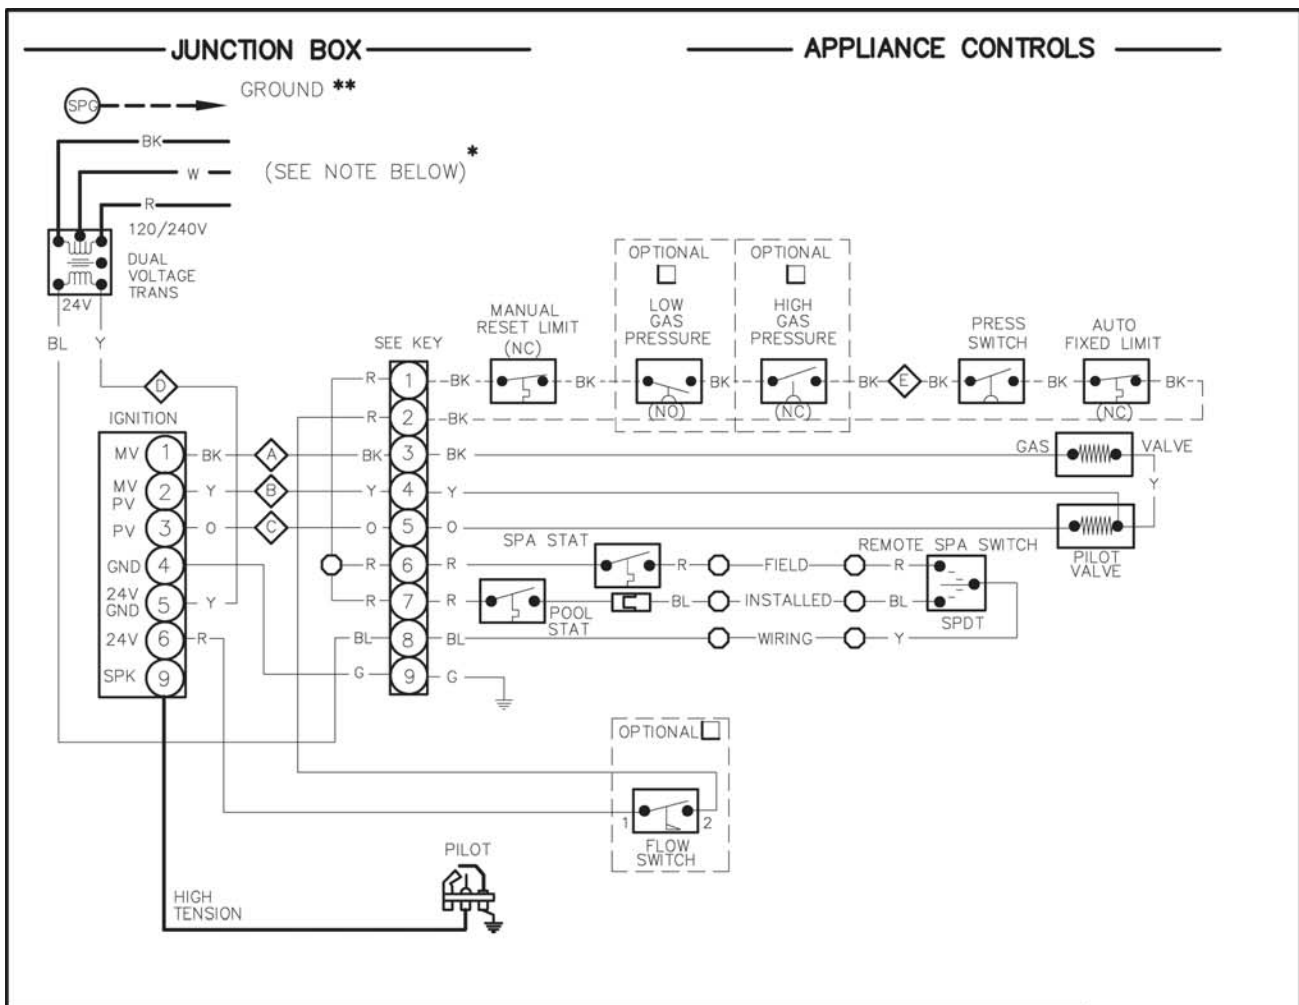 JUNCTION BOX
APPLIANCE CONTROLS
SPG
GROUND **
BK
W
(SEE NOTE BELOW)*
R
120/240V
DUAL
VOLTAGE
TRANS
24V
BL Y
D
IGNITION
MV 1 BK A
MV
PV 2 Y B
PV 3 O C
GND 4
24V
GND 5 Y
24V 6 R
SPK 9
SEE KEY
R 1 BK
R 2 BK
BK 3 BK
Y 4 Y
O 5 O
R 6 R
R 7 R
BL 8 BL
G 9 G
MANUAL
RESET LIMIT
(NC)
BK
OPTIONAL
LOW
GAS
PRESSURE
(NO)
BK
OPTIONAL
HIGH
GAS
PRESSURE
(NC)
BK E BK
PRESS
SWITCH
BK
AUTO
FIXED LIMIT
(NC)
BK
GAS VALVE
Y
PILOT
VALVE
SPA STAT
R FIELD R
REMOTE SPA SWITCH
POOL
STAT
BL INSTALLED BL
SPDT
WIRING Y
OPTIONAL
1 2
FLOW
SWITCH
PILOT
HIGH
TENSION